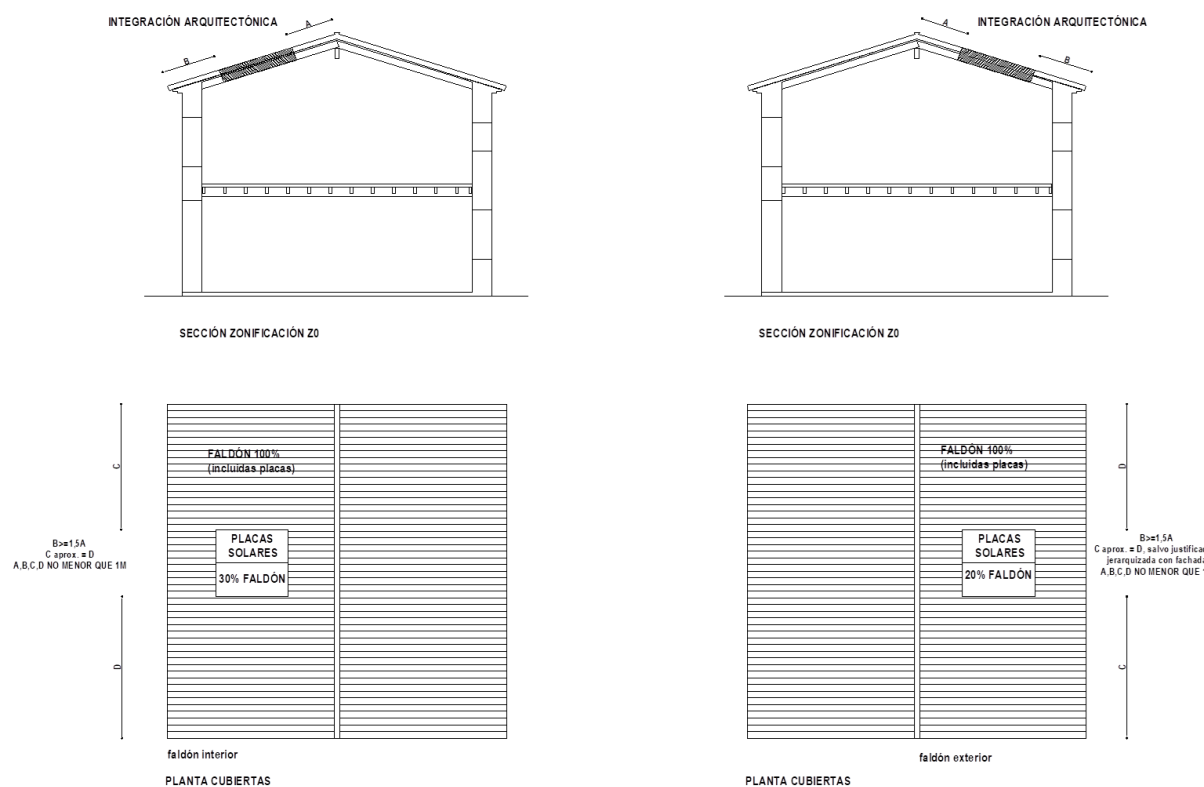 INTEGRACIÓN ARQUITECTÓNICA
A
B
SECCIÓN ZONIFICACIÓN Z0
INTEGRACIÓN ARQUITECTÓNICA
A
B
SECCIÓN ZONIFICACIÓN Z0
C
FALDÓN 100%
(incluidas placas)
B>=1,5A
C aprox. = D
A,B,C,D NO MENOR QUE 1M
PLACAS
SOLARES
30% FALDÓN
D
faldón interior
PLANTA CUBIERTAS
D
FALDÓN 100%
(incluidas placas)
PLACAS
SOLARES
20% FALDÓN
B>=1,5A
C aprox. = D, salvo justifica
jerarquizada con fachada
A,B,C,D NO MENOR QUE
C
faldón exterior
PLANTA CUBIERTAS